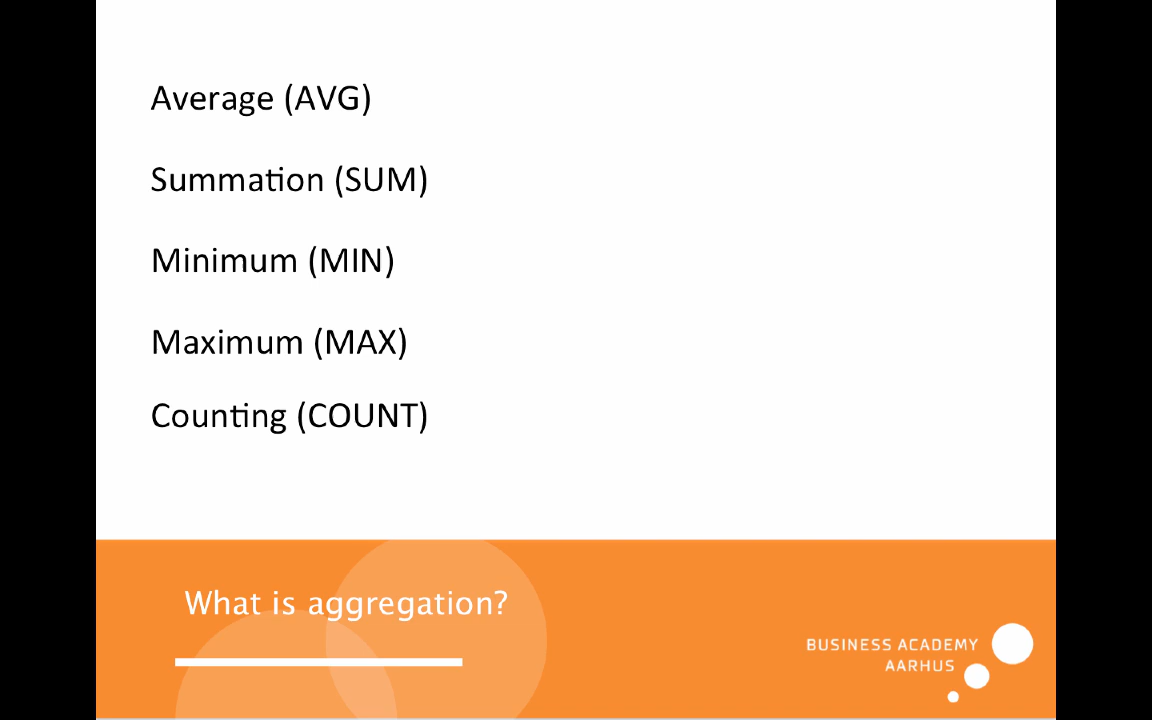 Average (AVG)
Summation (SUM)
Minimum (MIN)
Maximum (MAX)
Counting (COUNT)
What is aggregation?
BUSINESS ACADEMY
AARHUS